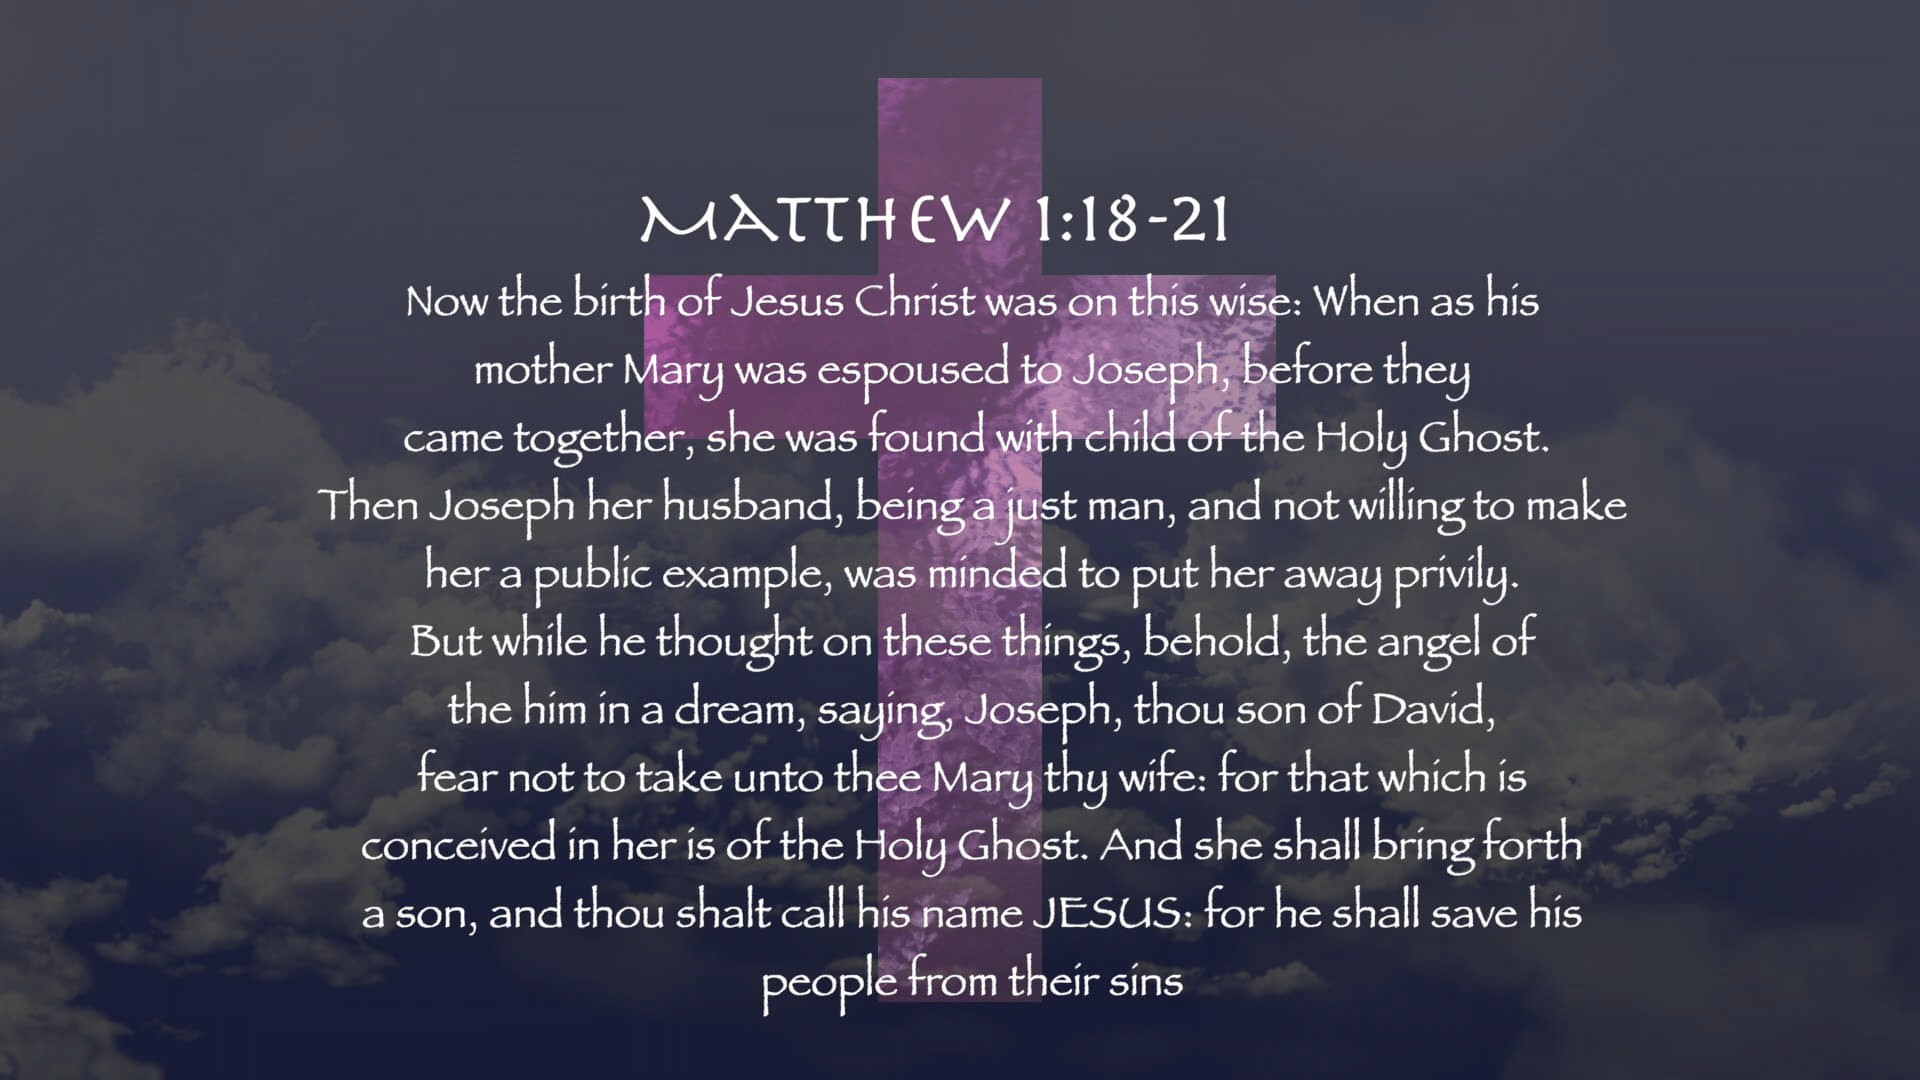 MATTHEW 1:18-21
Now the birth of Jesus Christ was on this wise: When as his
mother Mary was espoused to Joseph, before they
came together, she was found with child of the Holy Ghost.
Then Joseph her husband, being a just man, and not willing to make
her a public example, was minded to put her away privily.
But while he thought on these things, behold, the angel of
the him in a dream, saying, Joseph, thou son of David,
fear not to take unto thee Mary thy wife: for that which is
conceived in her is of the Holy Ghost. And she shall bring forth
a son, and thou shalt call his name JESUS: for he shall save his
people from their sins